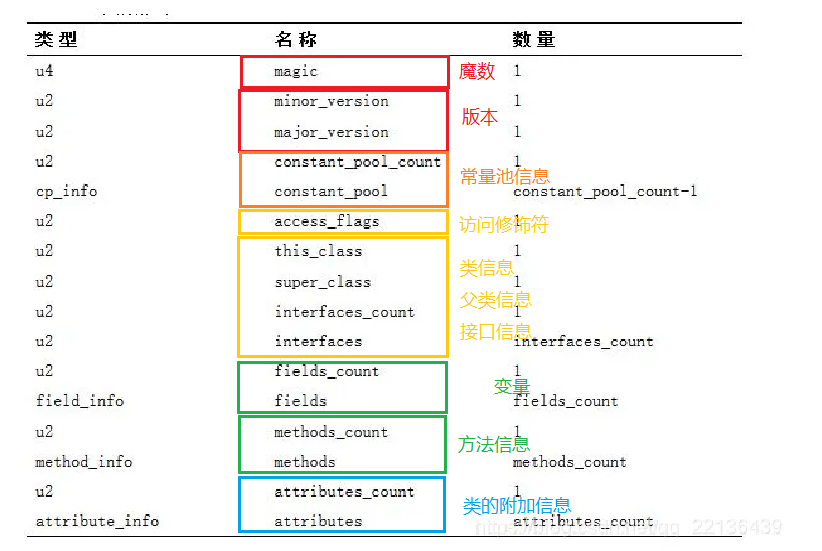 类型 名称 数量
u4 magic 魔数 1
u2 minor_version 1
版本
u2 major_version 1
u2 constant_pool_count 1
常量池信息
cp_info constant_pool constant_pool_count-1
u2 access_flags 访问修饰符 1
u2 this_class 1
类信息
u2 super_class 1
父类信息
u2 interfaces_count 1
接口信息
u2 interfaces interfaces_count
u2 fields_count 1
变量
field_info fields fields_count
u2 methods_count 1
方法信息
method_info methods methods_count
u2 attributes_count 1
类的附加信息
attribute_info attributes attributes_count
https://blog.csdn.net/qq_22136439